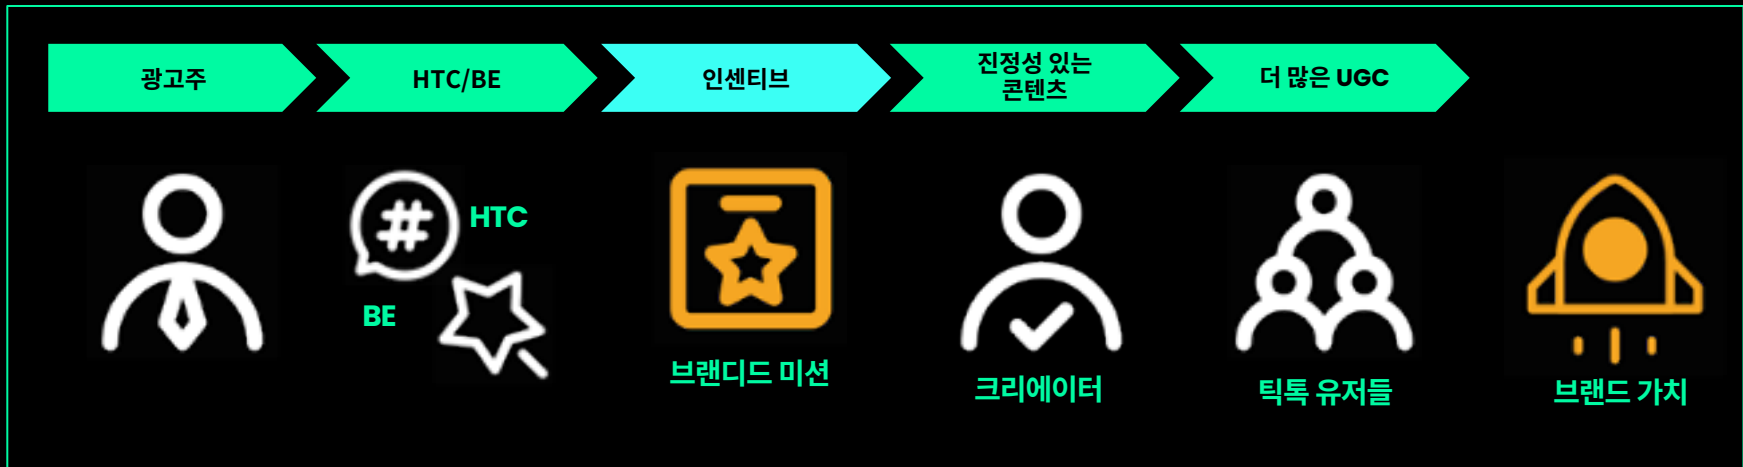 광고주
HTC/BE
인센티브
진정성 있는
콘텐츠
더 많은 UGC
#
HTC
BE
브랜디드 미션
크리에이터
틱톡 유저들
브랜드 가치